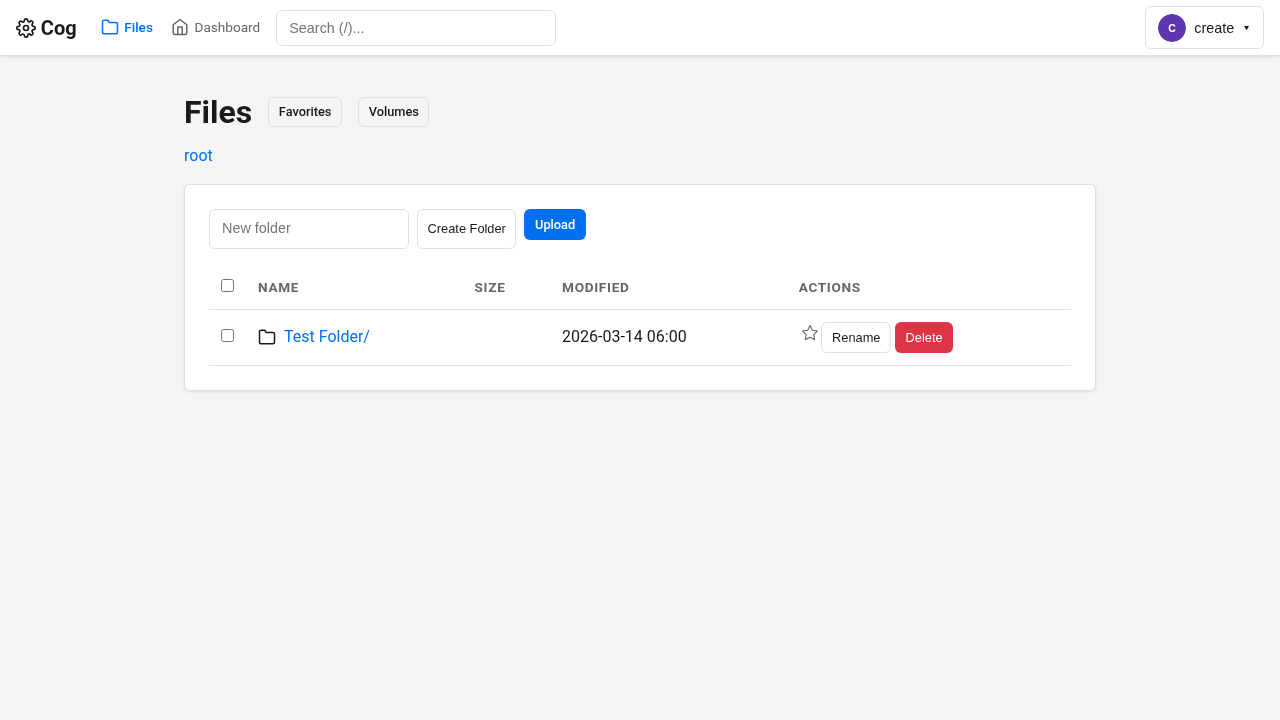 Cog Files Dashboard Search (/)... C create ▾
Files Favorites Volumes
root
New folder Create Folder Upload
NAME SIZE MODIFIED ACTIONS
Test Folder/ 2026-03-14 06:00 Rename Delete